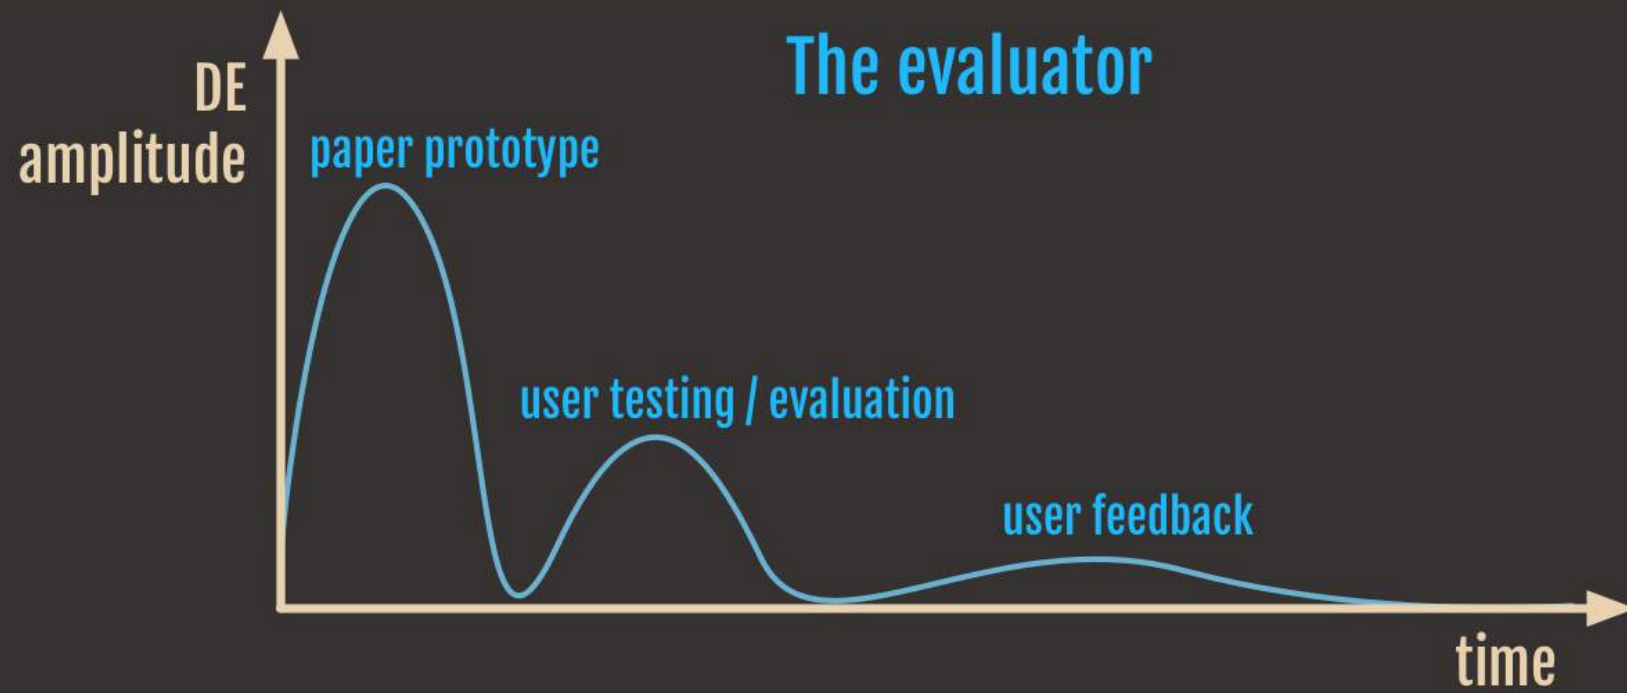 The evaluator
DE
amplitude
paper prototype
user testing / evaluation
user feedback
time